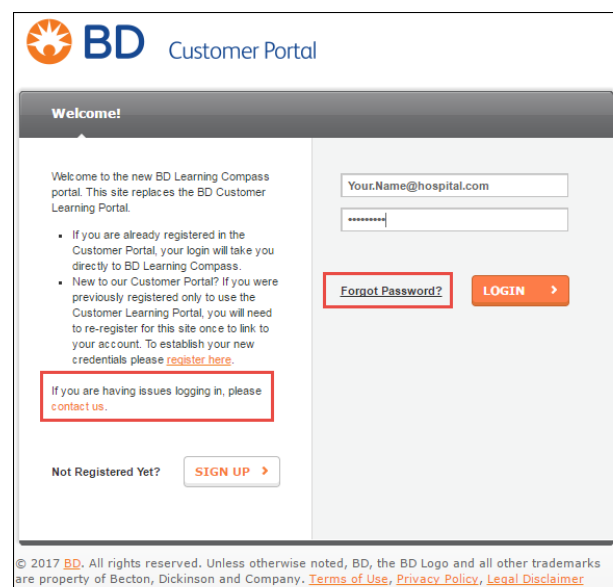 BD Customer Portal
Welcome!
Welcome to the new BD Learning Compass
portal. This site replaces the BD Customer
Learning Portal.
If you are already registered in the
Customer Portal, your login will take you
directly to BD Learning Compass.
New to our Customer Portal? If you were
previously registered only to use the
Customer Learning Portal, you will need
to re-register for this site once to link to
your account. To establish your new
credentials please register here.
If you are having issues logging in, please
contact us.
Not Registered Yet? SIGN UP
Your.Name@hospital.com
•••••••••
Forgot Password? LOGIN
© 2017 BD. All rights reserved. Unless otherwise noted, BD, the BD Logo and all other trademarks
are property of Becton, Dickinson and Company. Terms of Use, Privacy Policy, Legal Disclaimer